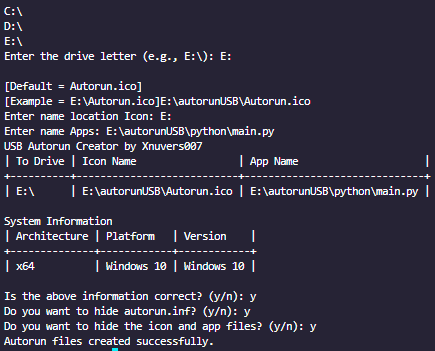 C:\
D:\
E:\
Enter the drive letter (e.g., E:\): E:
[Default = Autorun.ico]
[Example = E:\Autorun.ico]E:\autorunUSB\Autorun.ico
Enter name location Icon: E:
Enter name Apps: E:\autorunUSB\python\main.py
USB Autorun Creator by Xnuvers007
| To Drive | Icon Name | App Name |
+----------+---------------------------+------------------------------+
| E:\ | E:\autorunUSB\Autorun.ico | E:\autorunUSB\python\main.py |
System Information
| Architecture | Platform | Version |
+--------------+------------+------------+
| x64 | Windows 10 | Windows 10 |
Is the above information correct? (y/n): y
Do you want to hide autorun.inf? (y/n): y
Do you want to hide the icon and app files? (y/n): y
Autorun files created successfully.